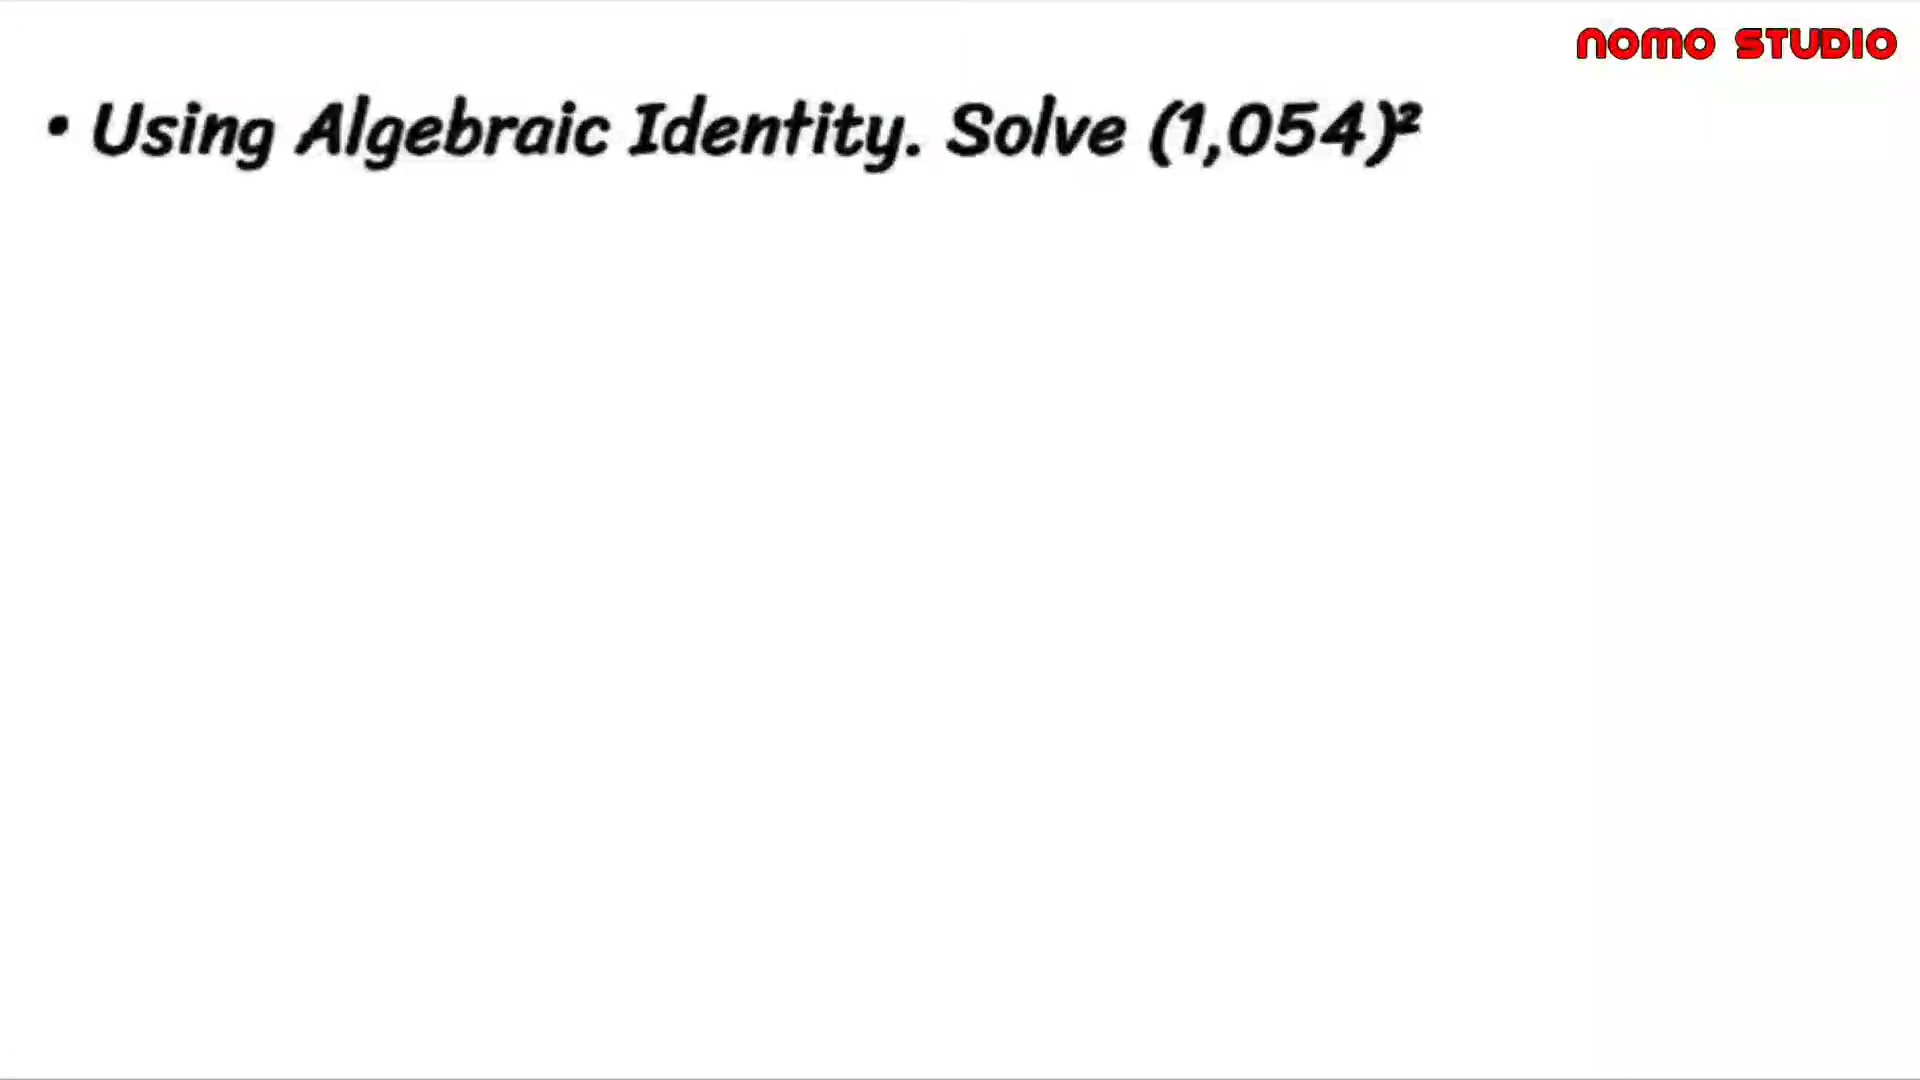 NOMO STUDIO
• Using Algebraic Identity. Solve (1,054)²